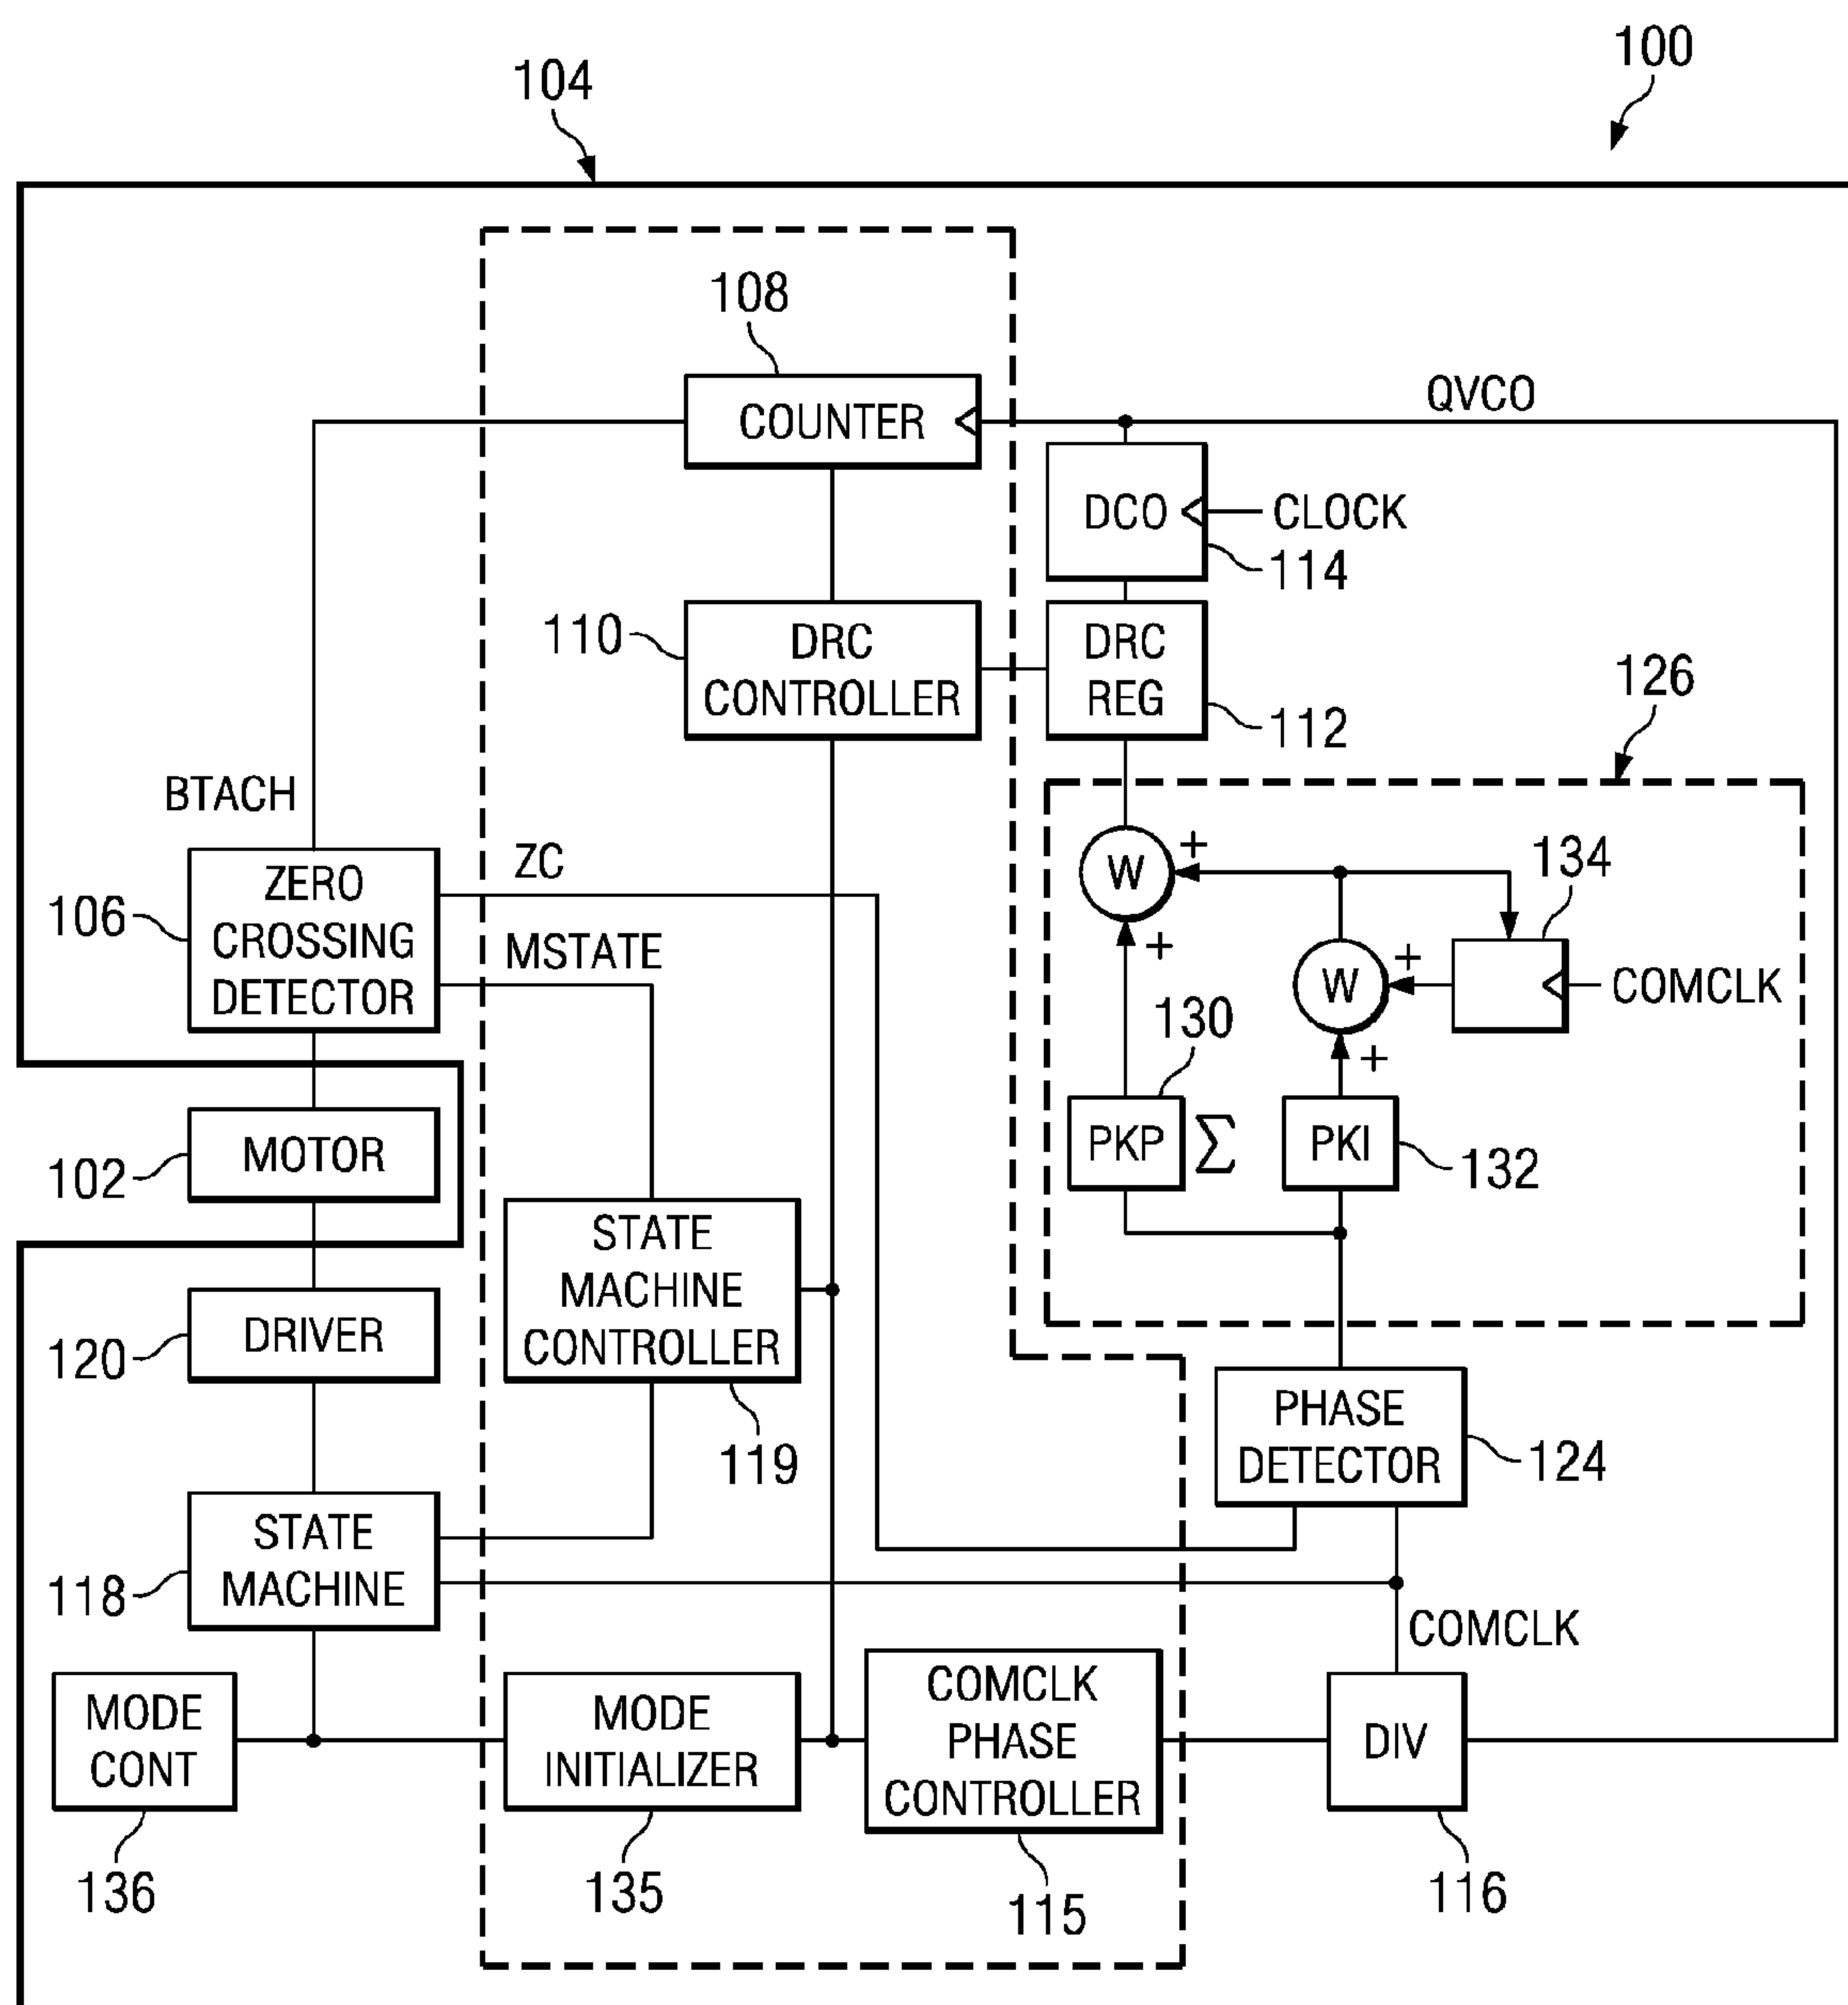 100
104
108
COUNTER
QVCO
DCO
CLOCK
114
110
DRC
CONTROLLER
DRC
REG
112
126
BTACH
ZERO
CROSSING
DETECTOR
106
ZC
MSTATE
W
+
+
134
W
+
+
COMCLK
130
PKP
Σ
PKI
132
MOTOR
102
STATE
MACHINE
CONTROLLER
119
DRIVER
120
PHASE
DETECTOR
124
STATE
MACHINE
118
COMCLK
MODE
CONT
136
MODE
INITIALIZER
135
COMCLK
PHASE
CONTROLLER
115
DIV
116